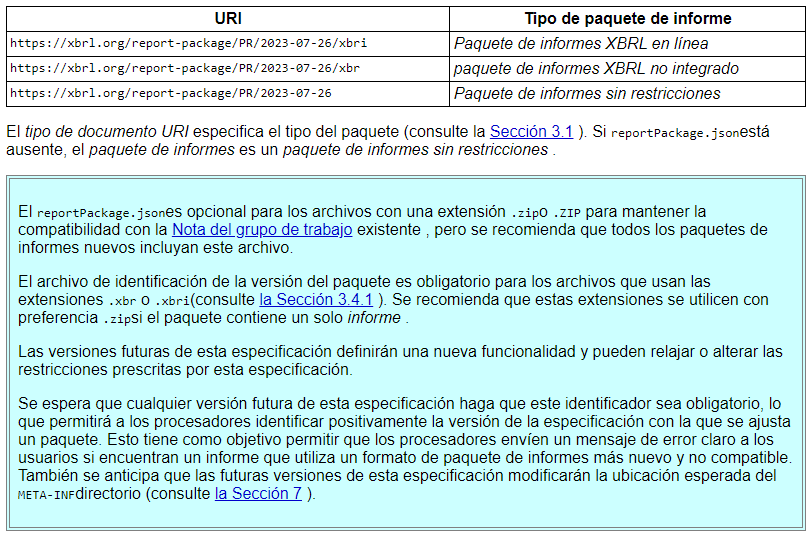 URI Tipo de paquete de informe
https://xbrl.org/report-package/PR/2023-07-26/xbri Paquete de informes XBRL en línea
https://xbrl.org/report-package/PR/2023-07-26/xbr paquete de informes XBRL no integrado
https://xbrl.org/report-package/PR/2023-07-26 Paquete de informes sin restricciones
El tipo de documento URI especifica el tipo del paquete (consulte la Sección 3.1 ). Si reportPackage.jsonestá
ausente, el paquete de informes es un paquete de informes sin restricciones .
El reportPackage.jsones opcional para los archivos con una extensión .zipo .ZIP para mantener la
compatibilidad con la Nota del grupo de trabajo existente , pero se recomienda que todos los paquetes de
informes nuevos incluyan este archivo.
El archivo de identificación de la versión del paquete es obligatorio para los archivos que usan las
extensiones .xbr o .xbri(consulte la Sección 3.4.1 ). Se recomienda que estas extensiones se utilicen con
preferencia .zipsi el paquete contiene un solo informe .
Las versiones futuras de esta especificación definirán una nueva funcionalidad y pueden relajar o alterar las
restricciones prescritas por esta especificación.
Se espera que cualquier versión futura de esta especificación haga que este identificador sea obligatorio, lo
que permitirá a los procesadores identificar positivamente la versión de la especificación con la que se ajusta
un paquete. Esto tiene como objetivo permitir que los procesadores envíen un mensaje de error claro a los
usuarios si encuentran un informe que utiliza un formato de paquete de informes más nuevo y no compatible.
También se anticipa que las futuras versiones de esta especificación modificarán la ubicación esperada del
META-INFdirectorio (consulte la Sección 7 ).